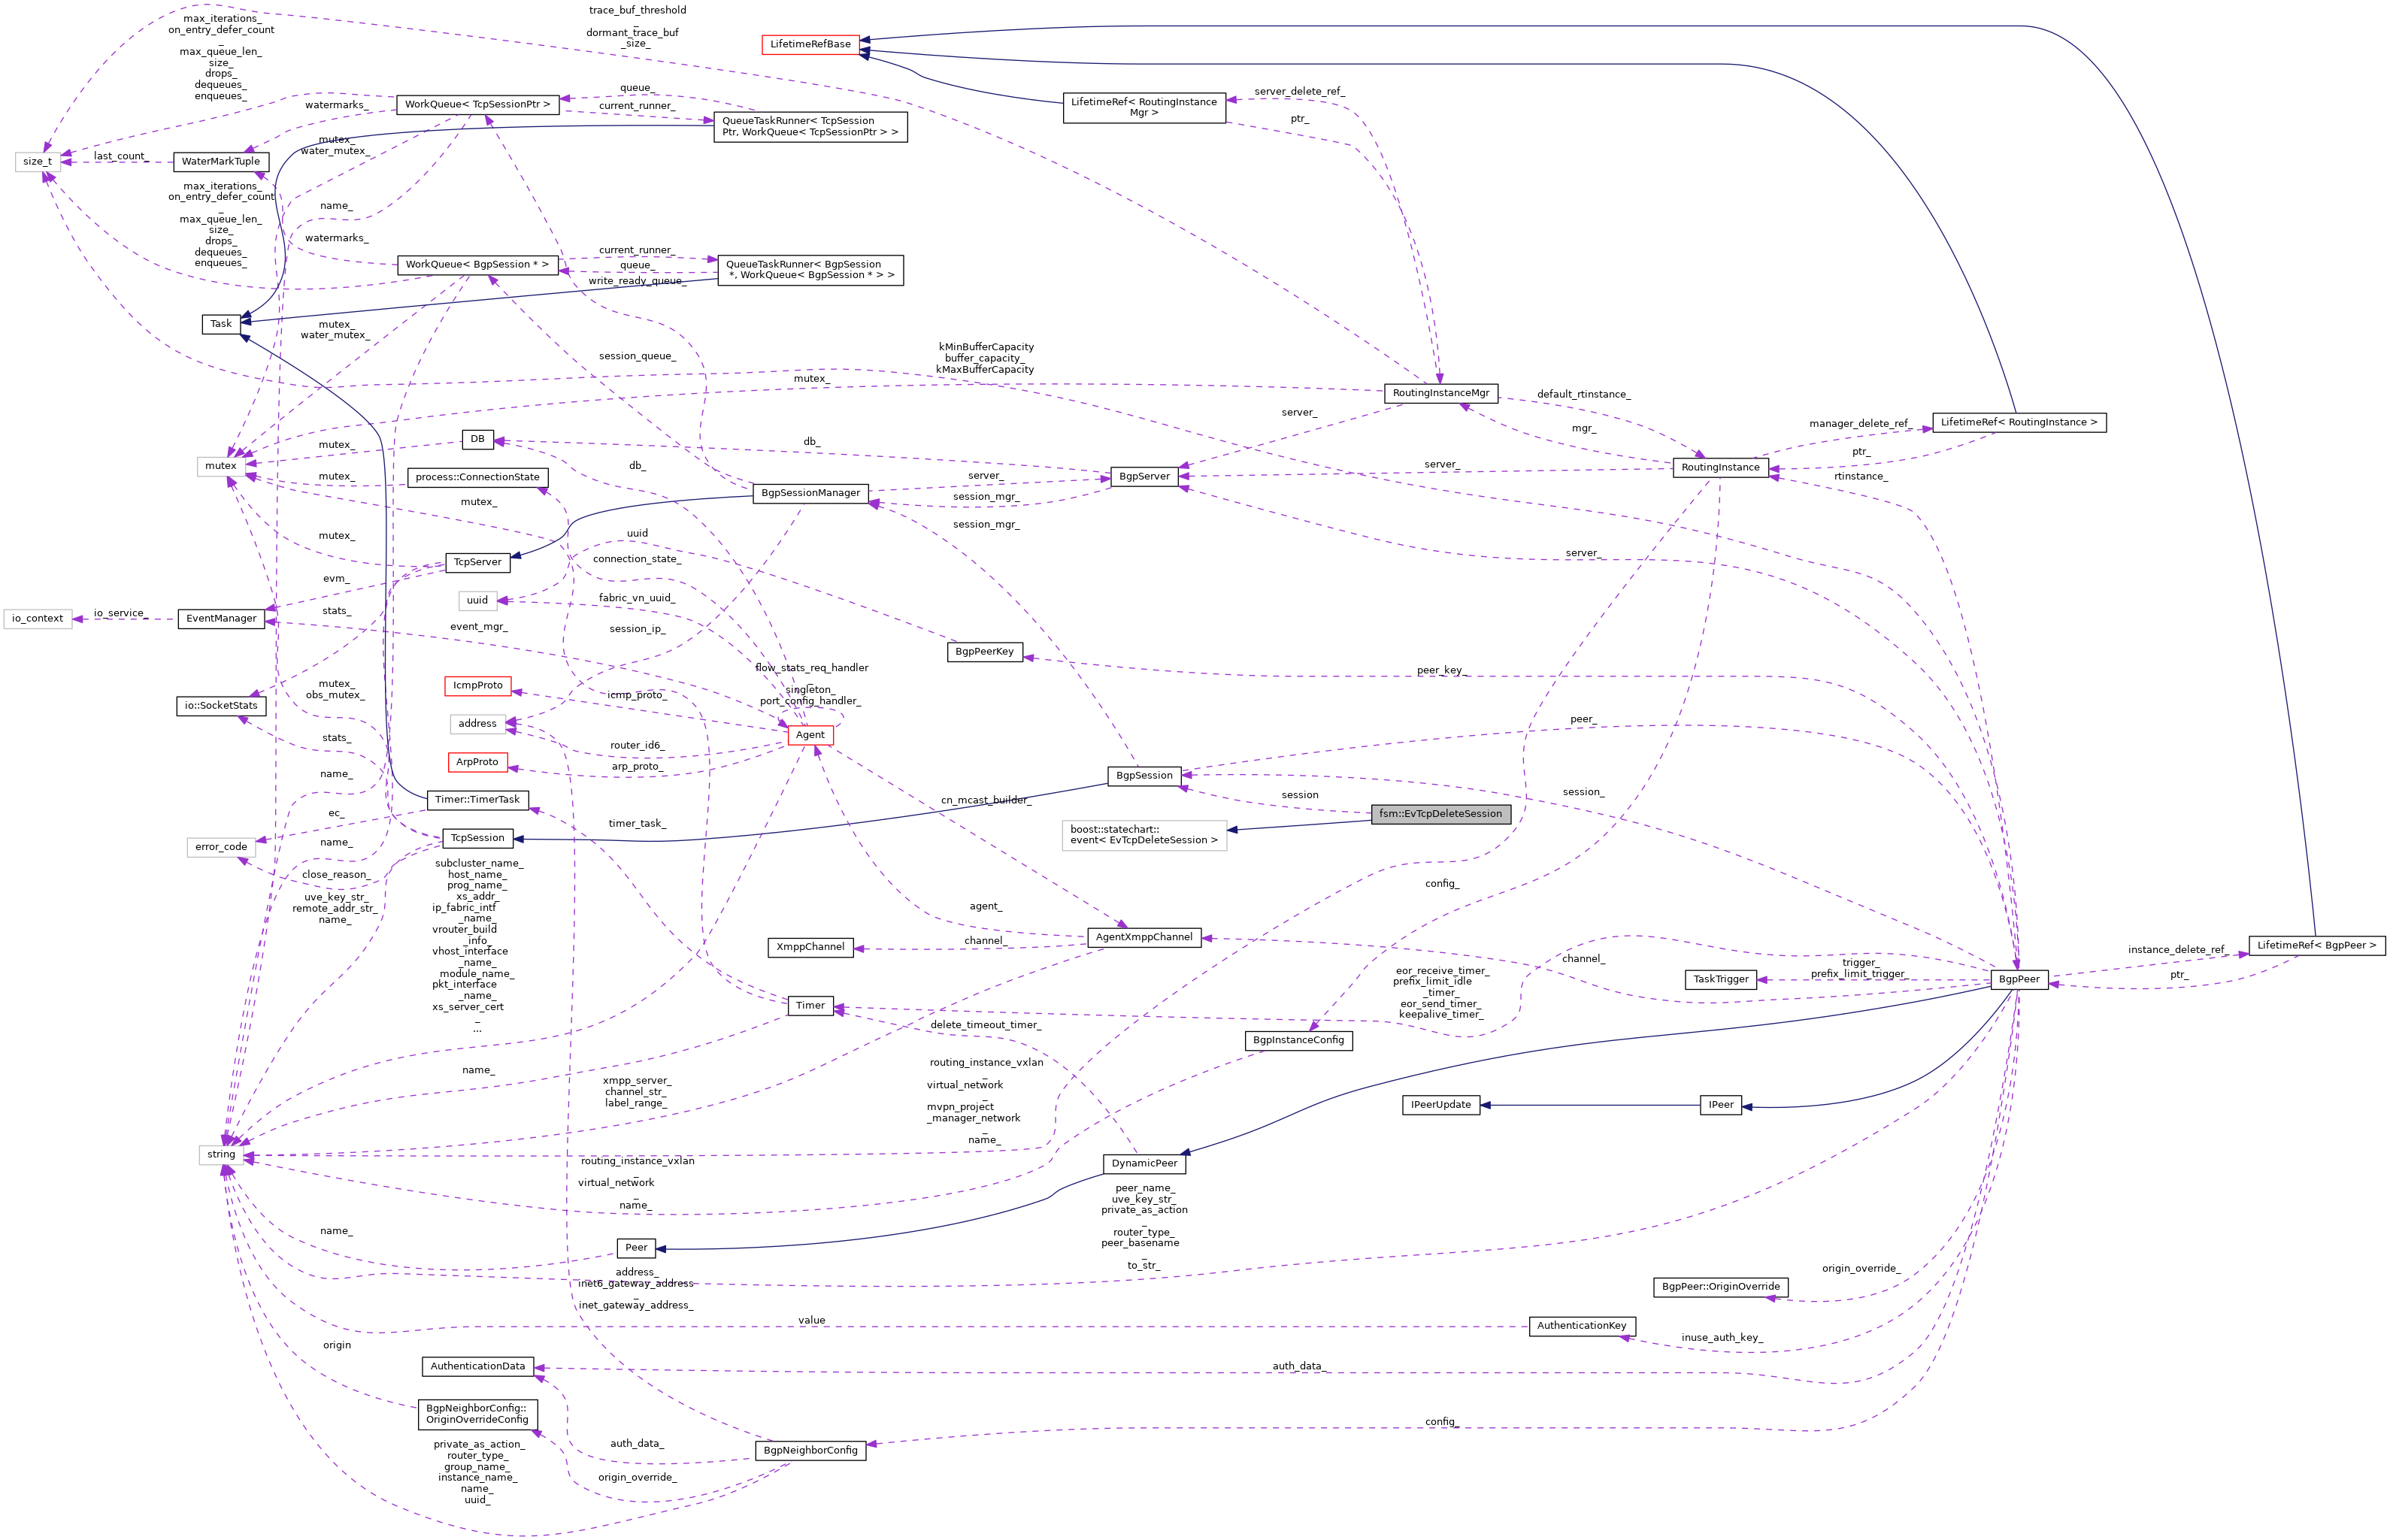 max_iterations_
on_entry_defer_count
_
max_queue_len_
size_
drops_
dequeues_
enqueues_
trace_buf_threshold
_
dormant_trace_buf
_size_
LifetimeRefBase
WorkQueue< TcpSessionPtr >
watermarks_
queue_
current_runner_
QueueTaskRunner< TcpSession
Ptr, WorkQueue< TcpSessionPtr > >
LifetimeRef< RoutingInstance
Mgr >
server_delete_ref_
ptr_
size_t
last_count_
WaterMarkTuple
mutex_
water_mutex_
max_iterations_
on_entry_defer_count
_
max_queue_len_
size_
drops_
dequeues_
enqueues_
name_
watermarks_
WorkQueue< BgpSession * >
current_runner_
queue_
write_ready_queue_
QueueTaskRunner< BgpSession
*, WorkQueue< BgpSession * > >
Task
mutex_
water_mutex_
session_queue_
kMinBufferCapacity
buffer_capacity_
kMaxBufferCapacity
mutex_
RoutingInstanceMgr
default_rtinstance_
server_
mgr_
manager_delete_ref_
LifetimeRef< RoutingInstance >
ptr_
DB
mutex_
db_
db_
mutex
process::ConnectionState
mutex_
mutex_
BgpSessionManager
server_
session_mgr_
session_mgr_
BgpServer
server_
RoutingInstance
rtinstance_
mutex_
TcpServer
uuid
connection_state_
server_
evm_
uuid
fabric_vn_uuid_
io_context
io_service_
EventManager
stats_
event_mgr_
session_ip_
BgpPeerKey
peer_key_
flow_stats_req_handler
_
singleton_
port_config_handler_
IcmpProto
icmp_proto_
mutex_
obs_mutex_
io::SocketStats
address
Agent
router_id6_
peer_
stats_
ArpProto
arp_proto_
name_
BgpSession
session
session_
cn_mcast_builder_
Timer::TimerTask
ec_
timer_task_
fsm::EvTcpDeleteSession
boost::statechart::
event< EvTcpDeleteSession >
error_code
TcpSession
name_
close_reason_
uve_key_str_
remote_addr_str_
name_
subcluster_name_
host_name_
prog_name_
xs_addr_
ip_fabric_intf
_name_
vrouter_build
_info_
vhost_interface
_name_
module_name_
pkt_interface
_name_
xs_server_cert
_
...
config_
agent_
AgentXmppChannel
XmppChannel
channel_
channel_
eor_receive_timer_
prefix_limit_idle
_timer_
eor_send_timer_
keepalive_timer_
TaskTrigger
trigger_
prefix_limit_trigger_
BgpPeer
instance_delete_ref_
ptr_
LifetimeRef< BgpPeer >
Timer
delete_timeout_timer_
BgpInstanceConfig
name_
xmpp_server_
channel_str_
label_range_
routing_instance_vxlan
_
virtual_network
_
mvpn_project
_manager_network
_
name_
IPeerUpdate
IPeer
string
DynamicPeer
routing_instance_vxlan
_
virtual_network
_
name_
peer_name_
uve_key_str_
private_as_action
_
router_type_
peer_basename
_
to_str_
name_
Peer
address_
inet6_gateway_address
_
inet_gateway_address_
origin_override_
BgpPeer::OriginOverride
value
AuthenticationKey
inuse_auth_key_
origin
AuthenticationData
auth_data_
BgpNeighborConfig::
OriginOverrideConfig
config_
auth_data_
BgpNeighborConfig
origin_override_
private_as_action_
router_type_
group_name_
instance_name_
name_
uuid_